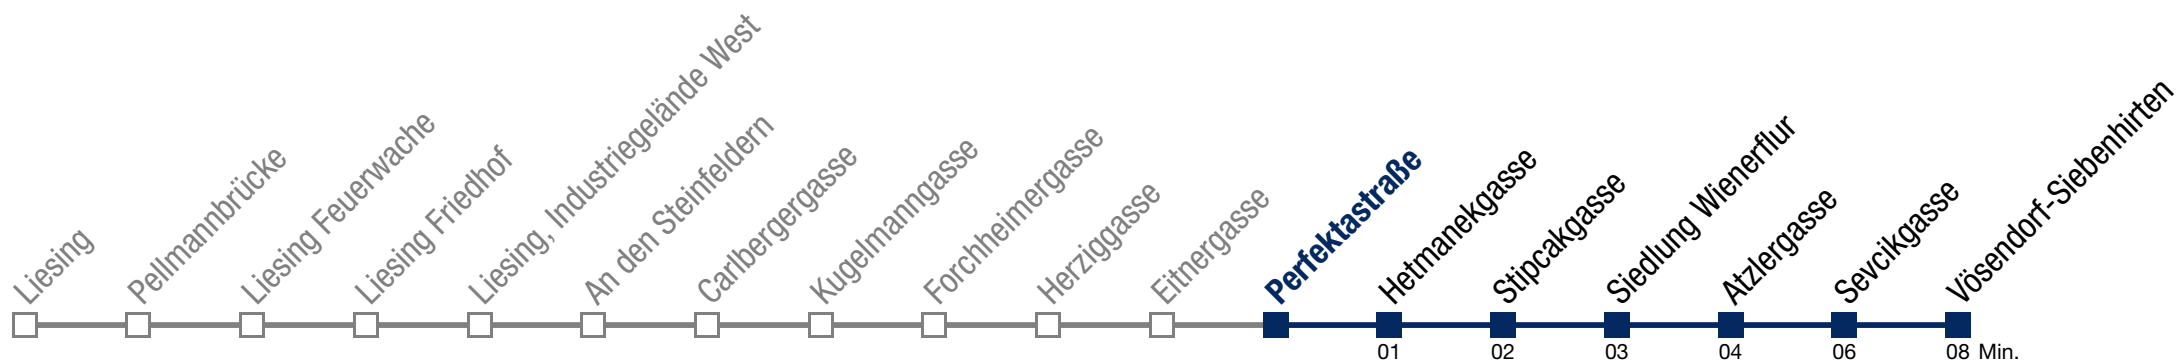 Liesing
Pellmannbrücke
Liesing Feuerwache
Liesing Friedhof
Liesing, Industriegelände West
An den Steinfeldern
Carlbergergasse
Kugelmanngasse
Forchheimergasse
Herziggasse
Eitnergasse
Perfektastraße
Hetmanekgasse
Stipcakgasse
Siedlung Wienerflur
Atzlergasse
Sevcikgasse
Vösendorf-Siebenhirten
01 02 03 04 06 08 Min.